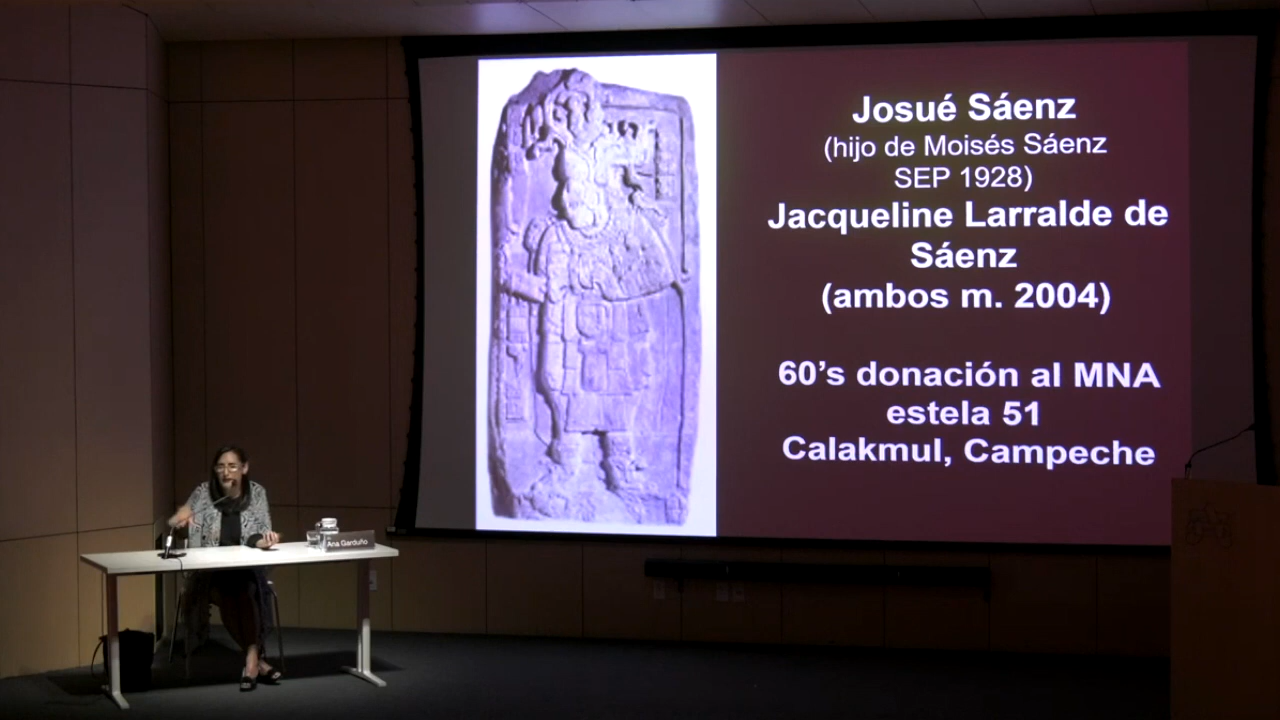 Josué Sáenz
(hijo de Moisés Sáenz
SEP 1928)
Jacqueline Larralde de
Sáenz
(ambos m. 2004)
60’s donación al MNA
estela 51
Calakmul, Campeche
Ana Garduño